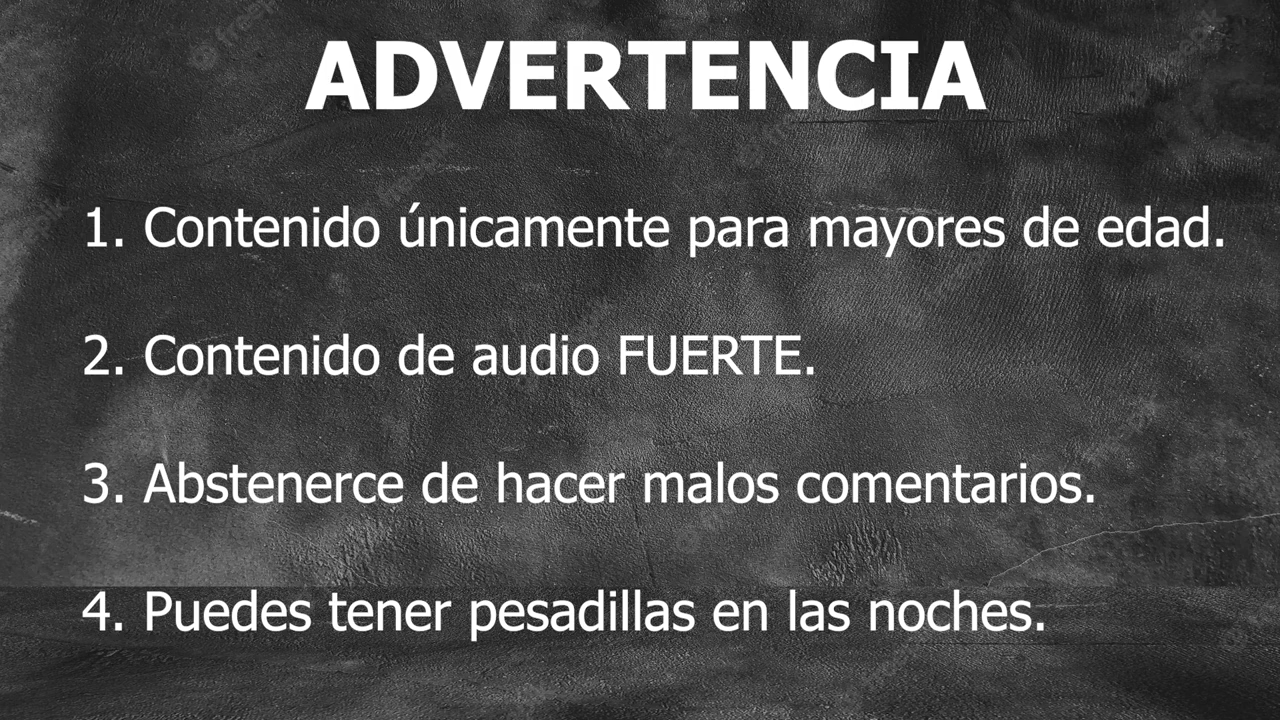 ADVERTENCIA
1. Contenido únicamente para mayores de edad.
2. Contenido de audio FUERTE.
3. Abstenerce de hacer malos comentarios.
4. Puedes tener pesadillas en las noches.